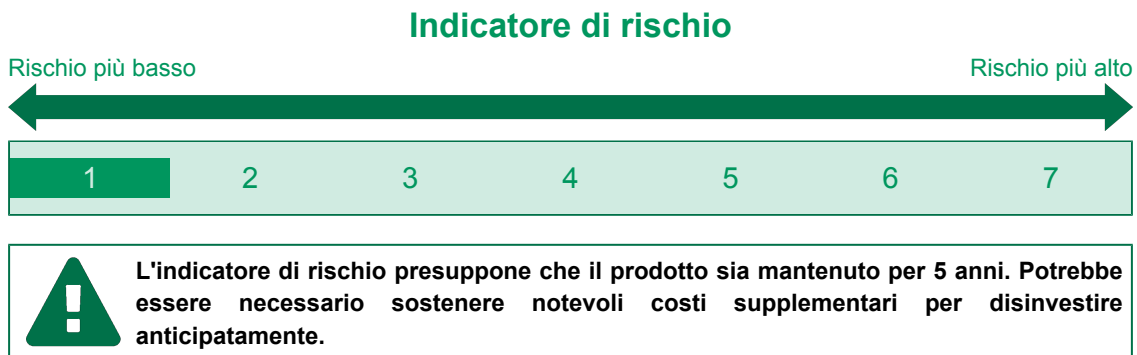 Indicatore di rischio
Rischio più basso Rischio più alto
1 2 3 4 5 6 7
L'indicatore di rischio presuppone che il prodotto sia mantenuto per 5 anni. Potrebbe
essere necessario sostenere notevoli costi supplementari per disinvestire
anticipatamente.